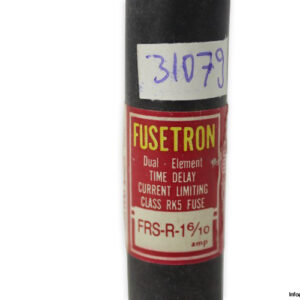 31079
FUSETRON
Dual - Element
TIME DELAY
CURRENT LIMITING
CLASS RK5 FUSE
FRS-R-1 6/10
amp